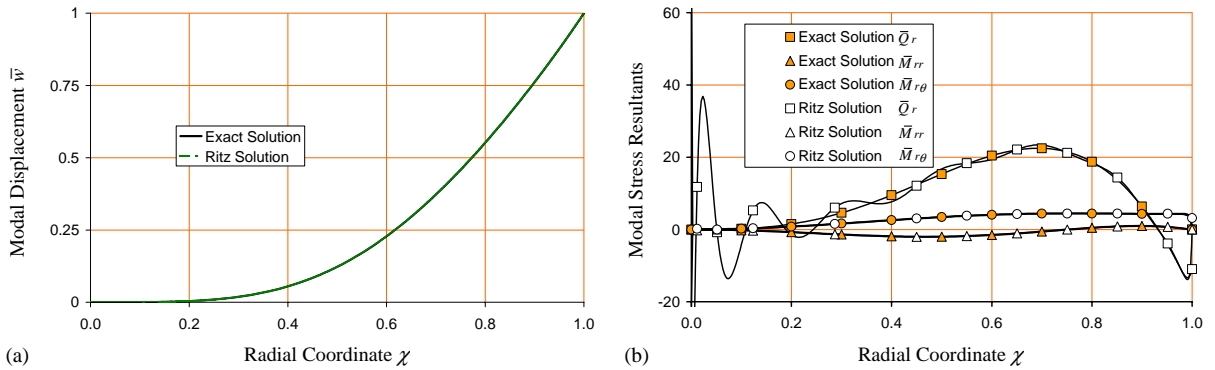 1
0.75
0.5
0.25
0
0.0
0.2
0.4
0.6
0.8
1.0
Modal Displacement w̄
Radial Coordinate χ
Exact Solution
Ritz Solution
(a)
60
40
20
0
-20
0.0
0.2
0.4
0.6
0.8
1.0
Modal Stress Resultants
Radial Coordinate χ
Exact Solution Q̄r
Exact Solution M̄rr
Exact Solution M̄rθ
Ritz Solution Q̄r
Ritz Solution M̄rr
Ritz Solution M̄rθ
(b)